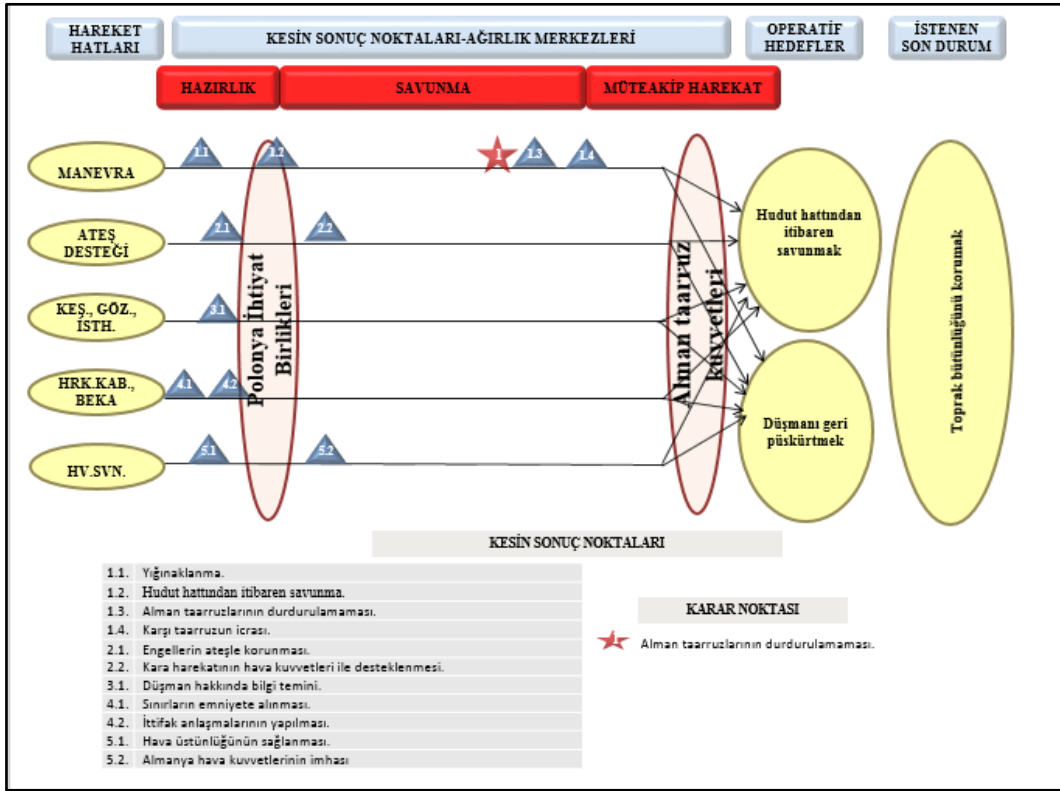 HAREKET
HATLARI
KESİN SONUÇ NOKTALARI-AĞIRLIK MERKEZLERİ
OPERATİF
HEDEFLER
İSTENEN
SON DURUM
HAZIRLIK
SAVUNMA
MÜTEAKİP HAREKAT
MANEVRA
1.1
1.2
1
1.3
1.4
ATEŞ
DESTEĞİ
2.1
2.2
KEŞ., GÖZ.,
İSTH.
3.1
HRK.KAB.,
BEKA
4.1
4.2
HV.SVN.
5.1
5.2
Polonya İhtiyat
Birlikleri
Alman taarruz
kuvvetleri
Hudut hattından
itibaren
savunmak
Düşmanı geri
püskürtmek
Toprak bütünlüğünü korumak
KESİN SONUÇ NOKTALARI
1.1. Yığınaklanma.
1.2. Hudut hattından itibaren savunma.
1.3. Alman taarruzlarının durdurulamaması.
1.4. Karşı taarruzun icrası.
2.1. Engellerin ateşle korunması.
2.2. Kara harekatının hava kuvvetleri ile desteklenmesi.
3.1. Düşman hakkında bilgi temini.
4.1. Sınırların emniyete alınması.
4.2. İttifak anlaşmalarının yapılması.
5.1. Hava üstünlüğünün sağlanması.
5.2. Almanya hava kuvvetlerinin imhası
KARAR NOKTASI
1 Alman taarruzlarının durdurulamaması.